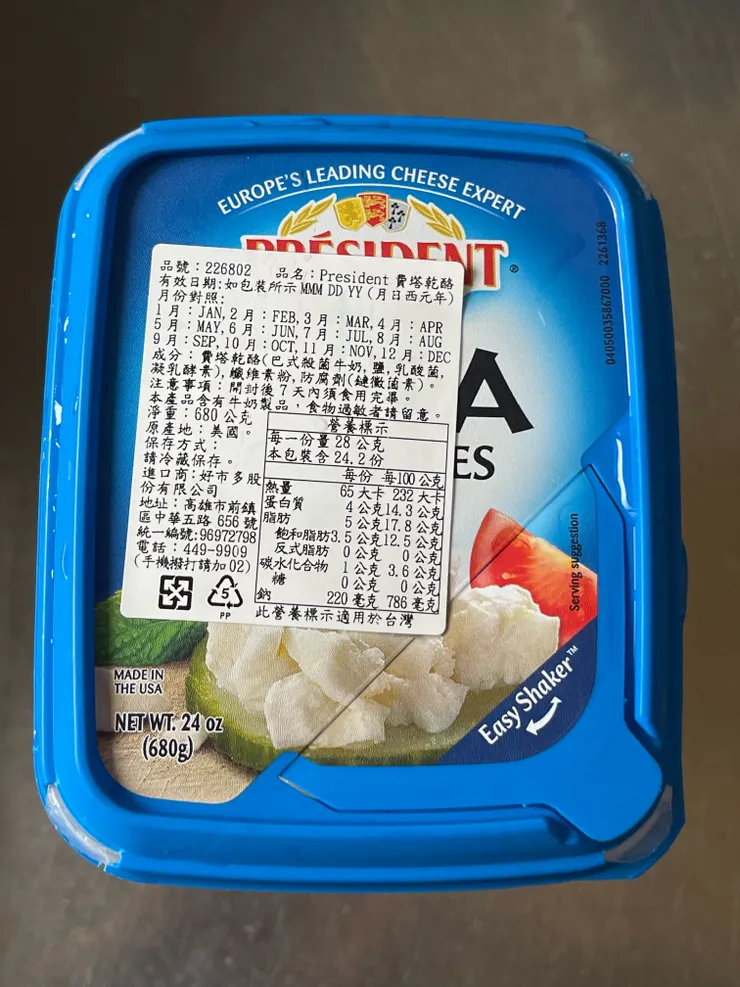 EUROPE'S LEADING CHEESE EXPERT
PRÉSIDENT®
04050035867000 2261368
品號：226802 品名：President 費塔乾酪
有效日期：如包裝所示 MMM DD YY (月日西元年)
月份對照：
1 月：JAN, 2 月：FEB, 3 月：MAR, 4 月：APR
5 月：MAY, 6 月：JUN, 7 月：JUL, 8 月：AUG
9 月：SEP, 10 月：OCT, 11 月：NOV, 12 月：DEC
成分：費塔乾酪(巴式殺菌牛奶, 鹽, 乳酸菌,
凝乳酵素), 纖維素粉, 防腐劑(鏈黴菌素)。
注意事項：開封後 7 天內須食用完畢。
本產品含有牛奶製品，食物過敏者請留意。
淨重：680 公克
原產地：美國。
保存方式：
請冷藏保存。
進口商：好市多股
份有限公司
地址：高雄市前鎮
區中華五路 656 號
統一編號:96972798
電話：449-9909
(手機撥打請加 02)
營養標示
每一份量 28 公克
本包裝含 24.2 份
每份 每100 公克
熱量 65 大卡 232 大卡
蛋白質 4 公克 14.3 公克
脂肪 5 公克 17.8 公克
飽和脂肪 3.5 公克 12.5 公克
反式脂肪 0 公克 0 公克
碳水化合物 1 公克 3.6 公克
糖 0 公克 0 公克
鈉 220 毫克 786 毫克
此營養標示適用於台灣
5
PP
A
ES
Serving suggestion
MADE IN
THE USA
NET WT. 24 oz
(680g)
Easy Shaker™